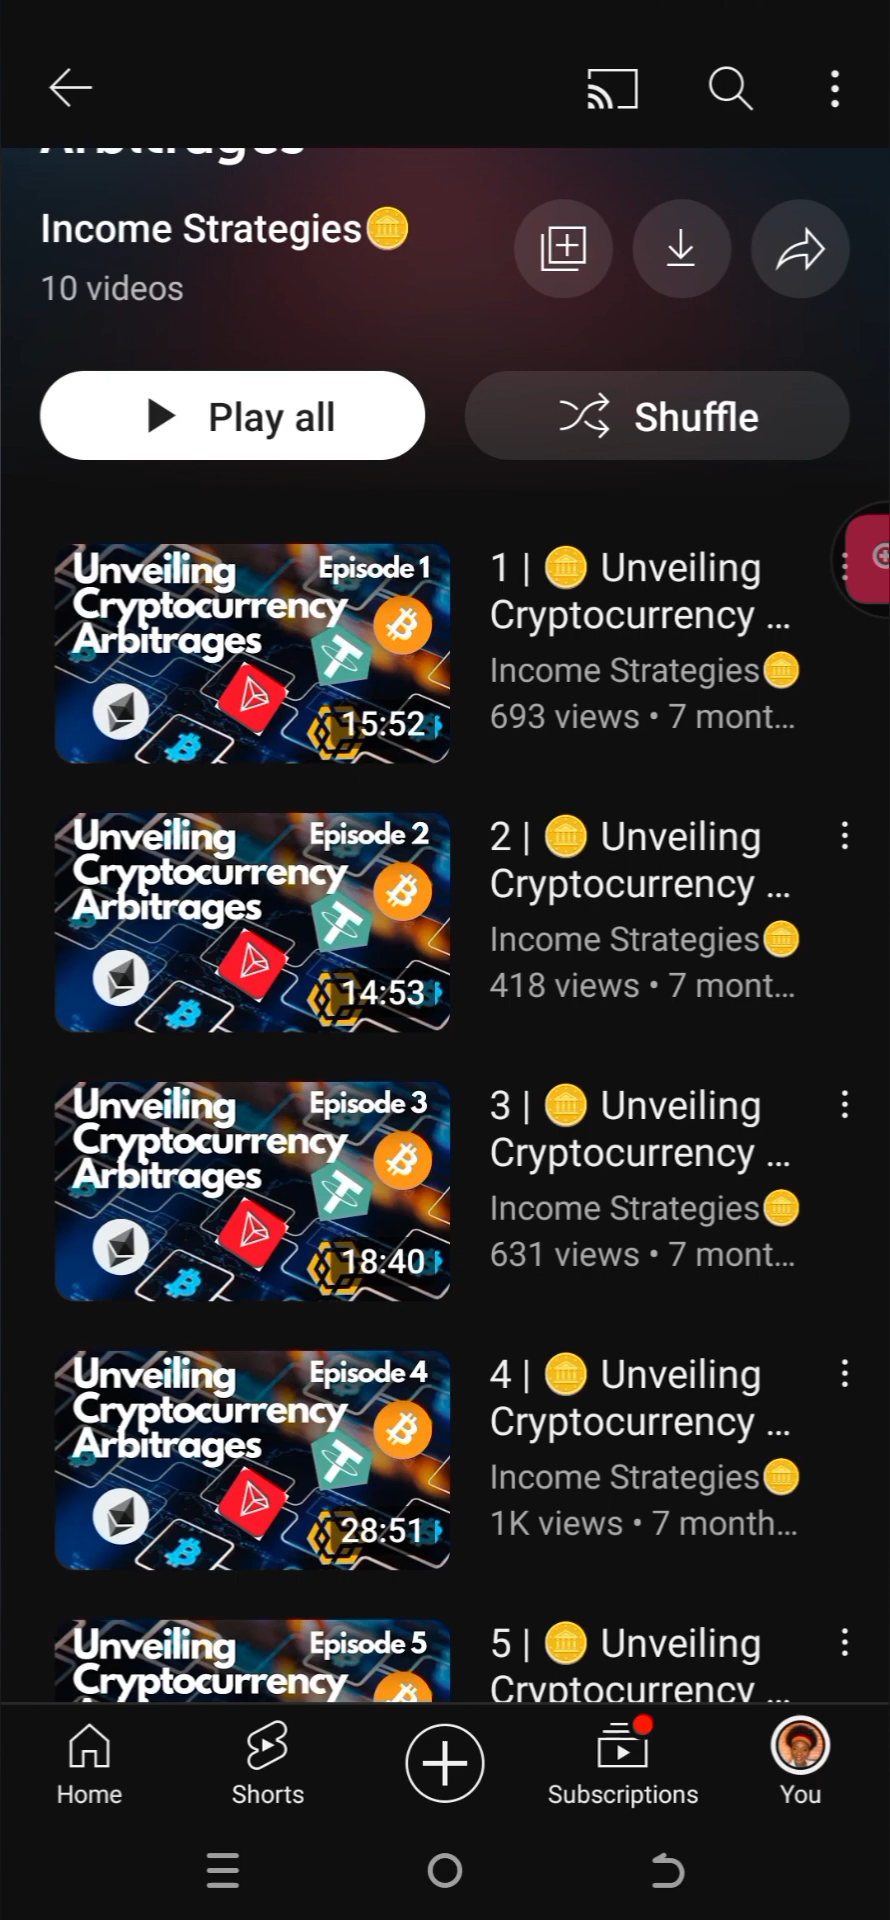 Arbitrages
Income Strategies🪙
10 videos
Play all
Shuffle
Unveiling
Cryptocurrency
Arbitrages
Episode 1
15:52
1 | 🪙 Unveiling
Cryptocurrency ...
Income Strategies🪙
693 views • 7 mont...
Unveiling
Cryptocurrency
Arbitrages
Episode 2
14:53
2 | 🪙 Unveiling
Cryptocurrency ...
Income Strategies🪙
418 views • 7 mont...
Unveiling
Cryptocurrency
Arbitrages
Episode 3
18:40
3 | 🪙 Unveiling
Cryptocurrency ...
Income Strategies🪙
631 views • 7 mont...
Unveiling
Cryptocurrency
Arbitrages
Episode 4
28:51
4 | 🪙 Unveiling
Cryptocurrency ...
Income Strategies🪙
1K views • 7 month...
Unveiling
Cryptocurrency
Episode 5
5 | 🪙 Unveiling
Cryptocurrency ...
Home
Shorts
Subscriptions
You